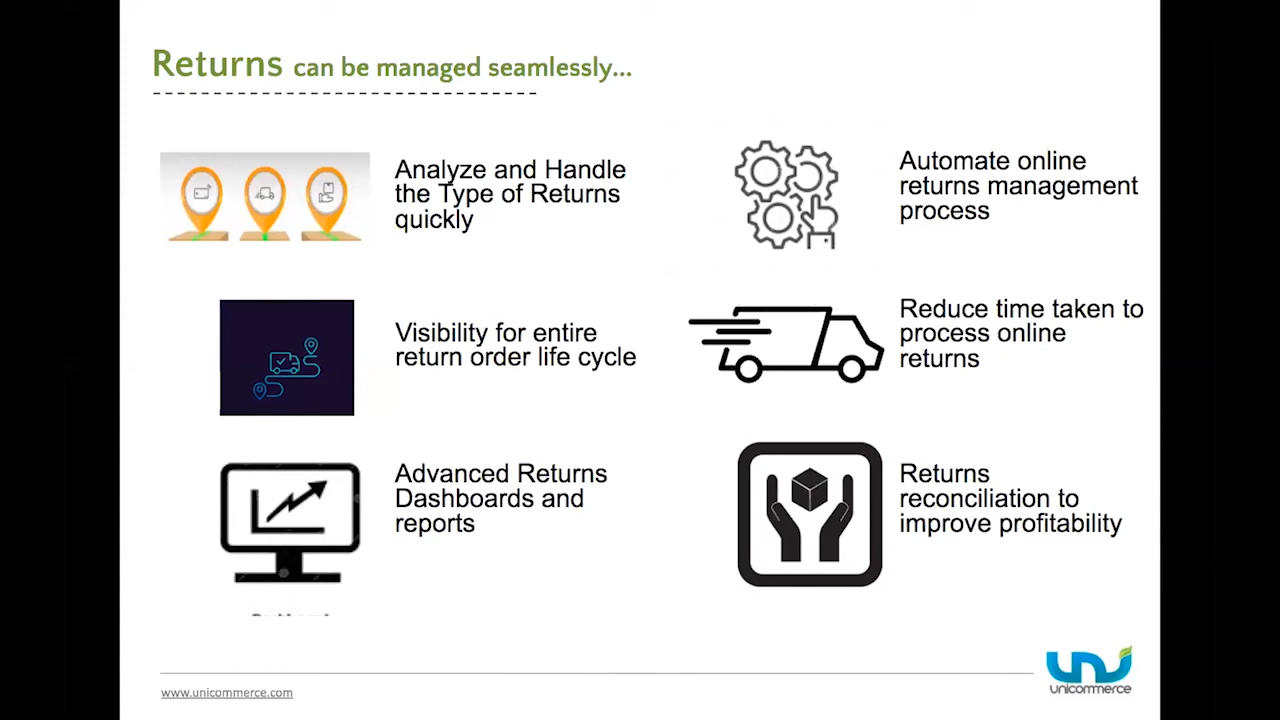 Returns can be managed seamlessly...
Analyze and Handle
the Type of Returns
quickly
Automate online
returns management
process
Visibility for entire
return order life cycle
Reduce time taken to
process online
returns
Advanced Returns
Dashboards and
reports
Returns
reconciliation to
improve profitability
www.unicommerce.com
unicommerce